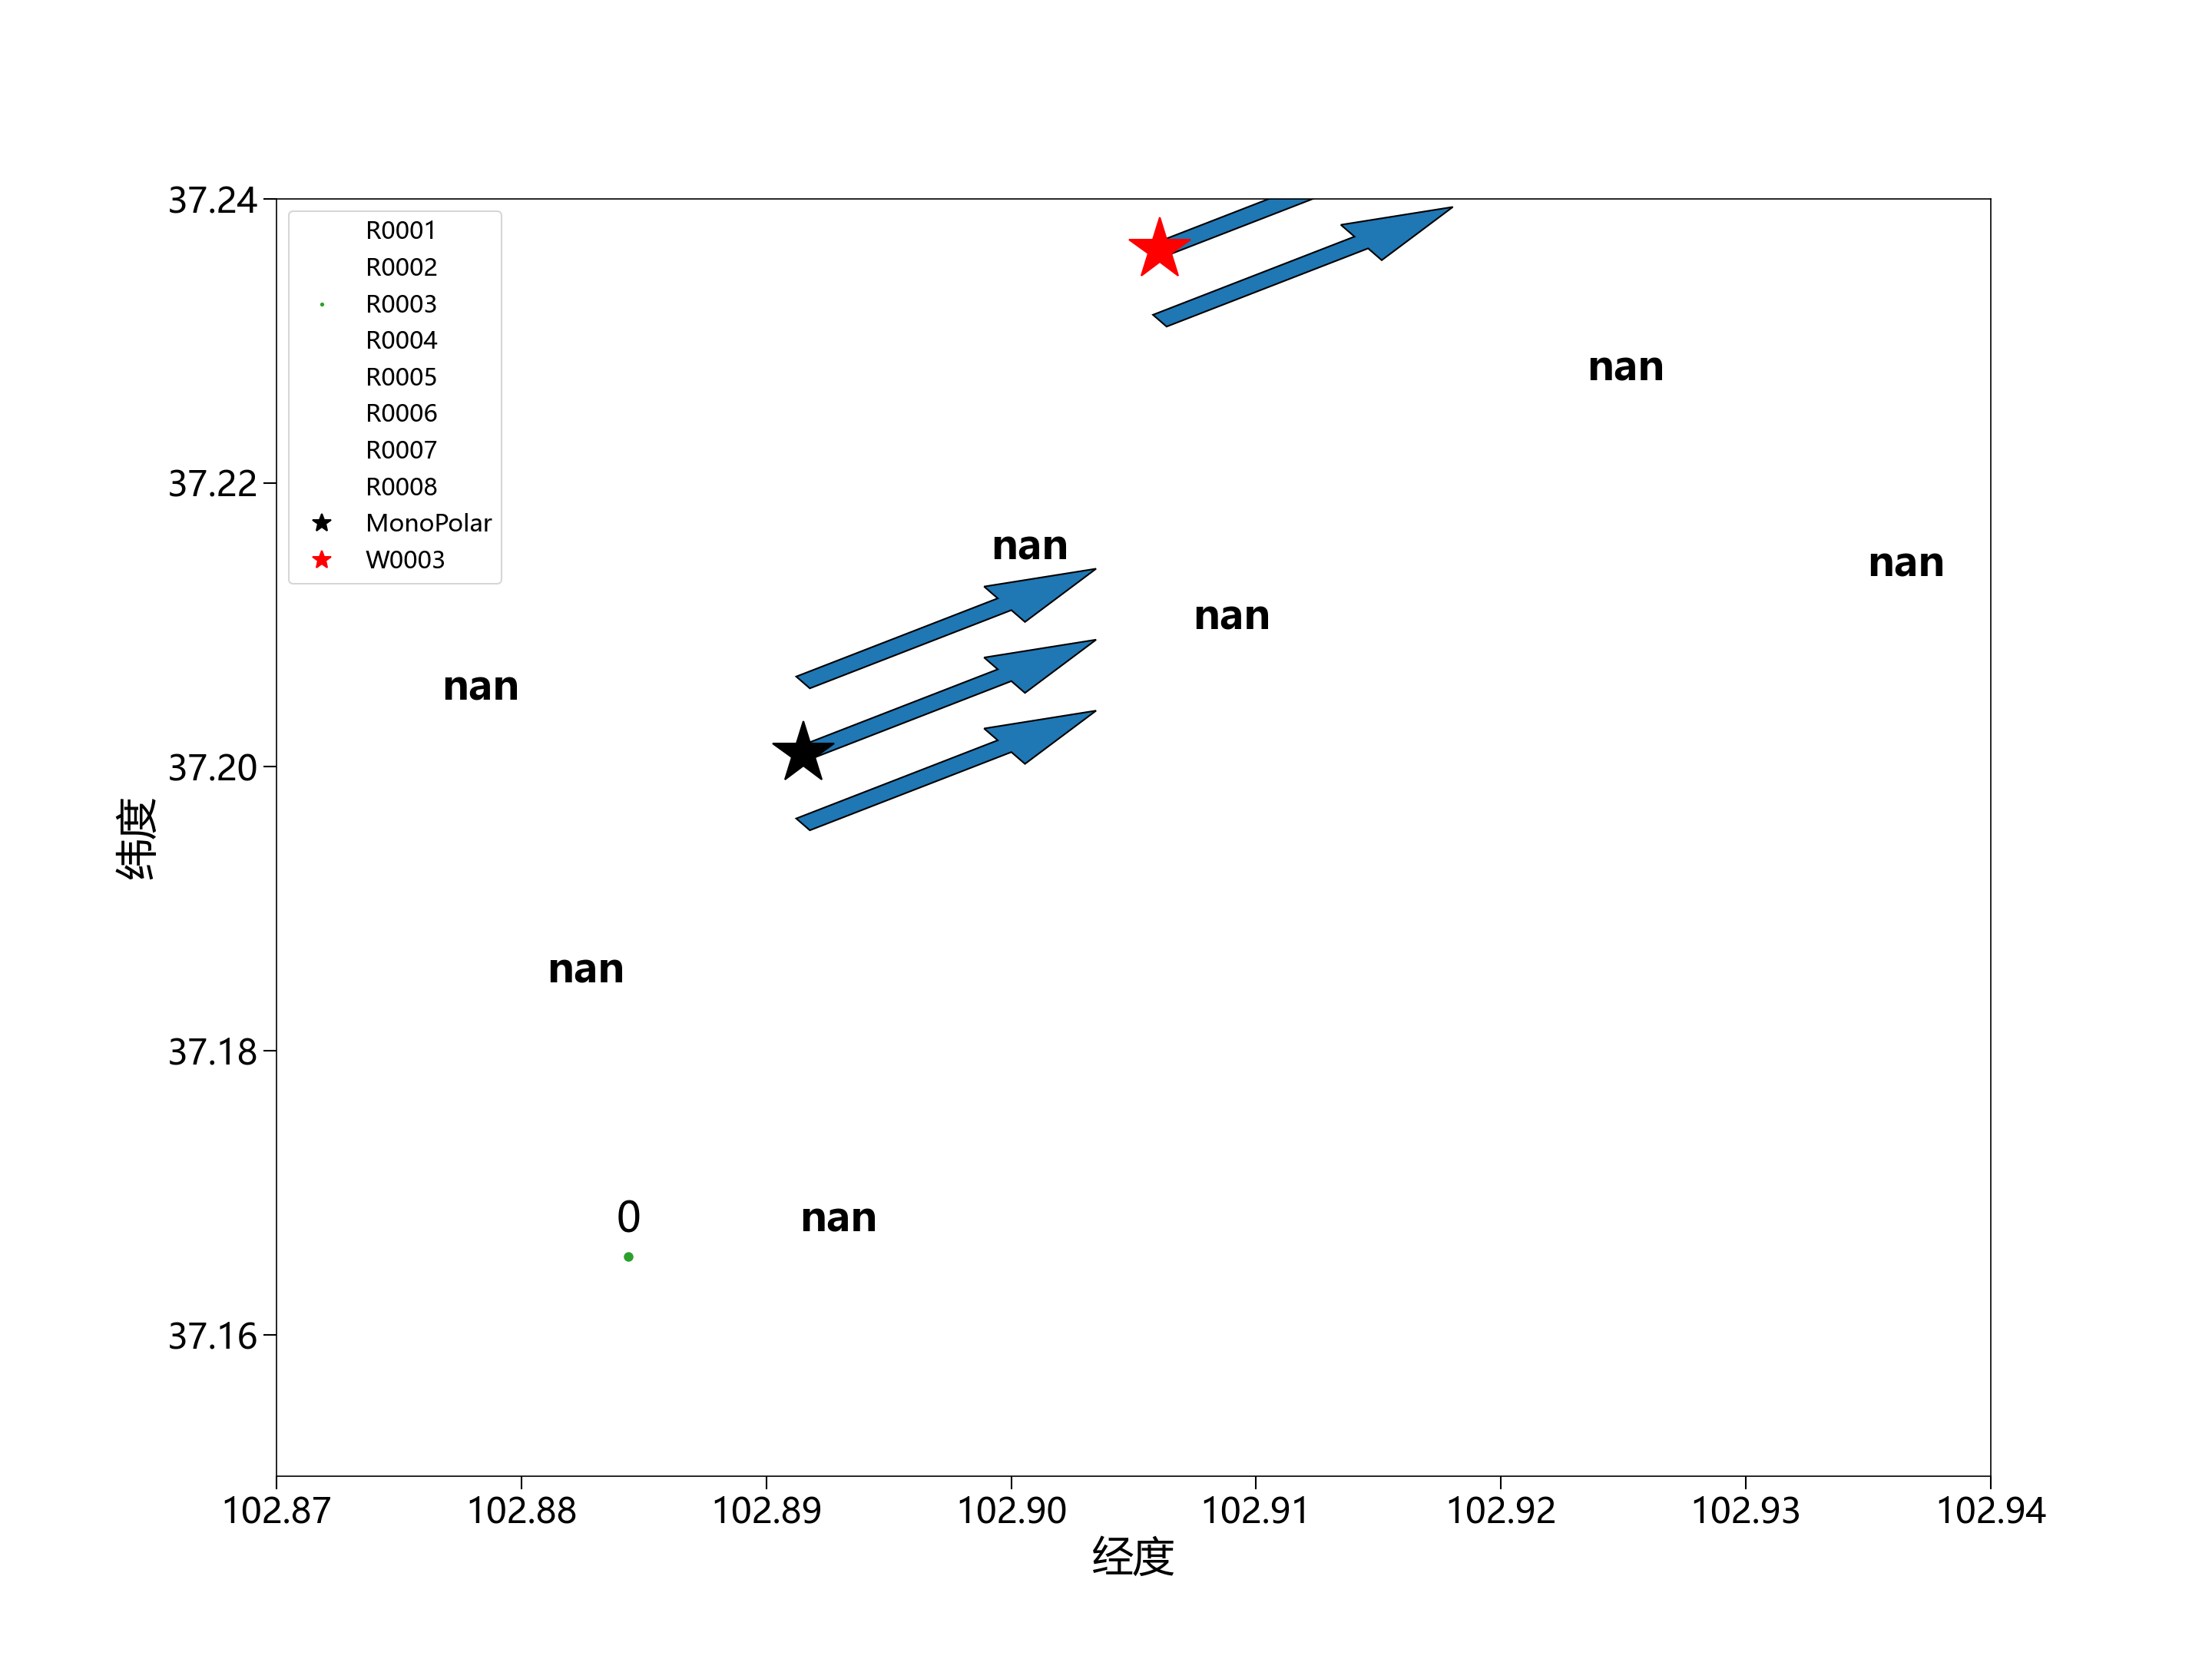 37.24
37.22
37.20
37.18
37.16
纬度
R0001
R0002
R0003
R0004
R0005
R0006
R0007
R0008
MonoPolar
W0003
nan
nan
nan
nan
nan
nan
0
nan
102.87 102.88 102.89 102.90 102.91 102.92 102.93 102.94
经度